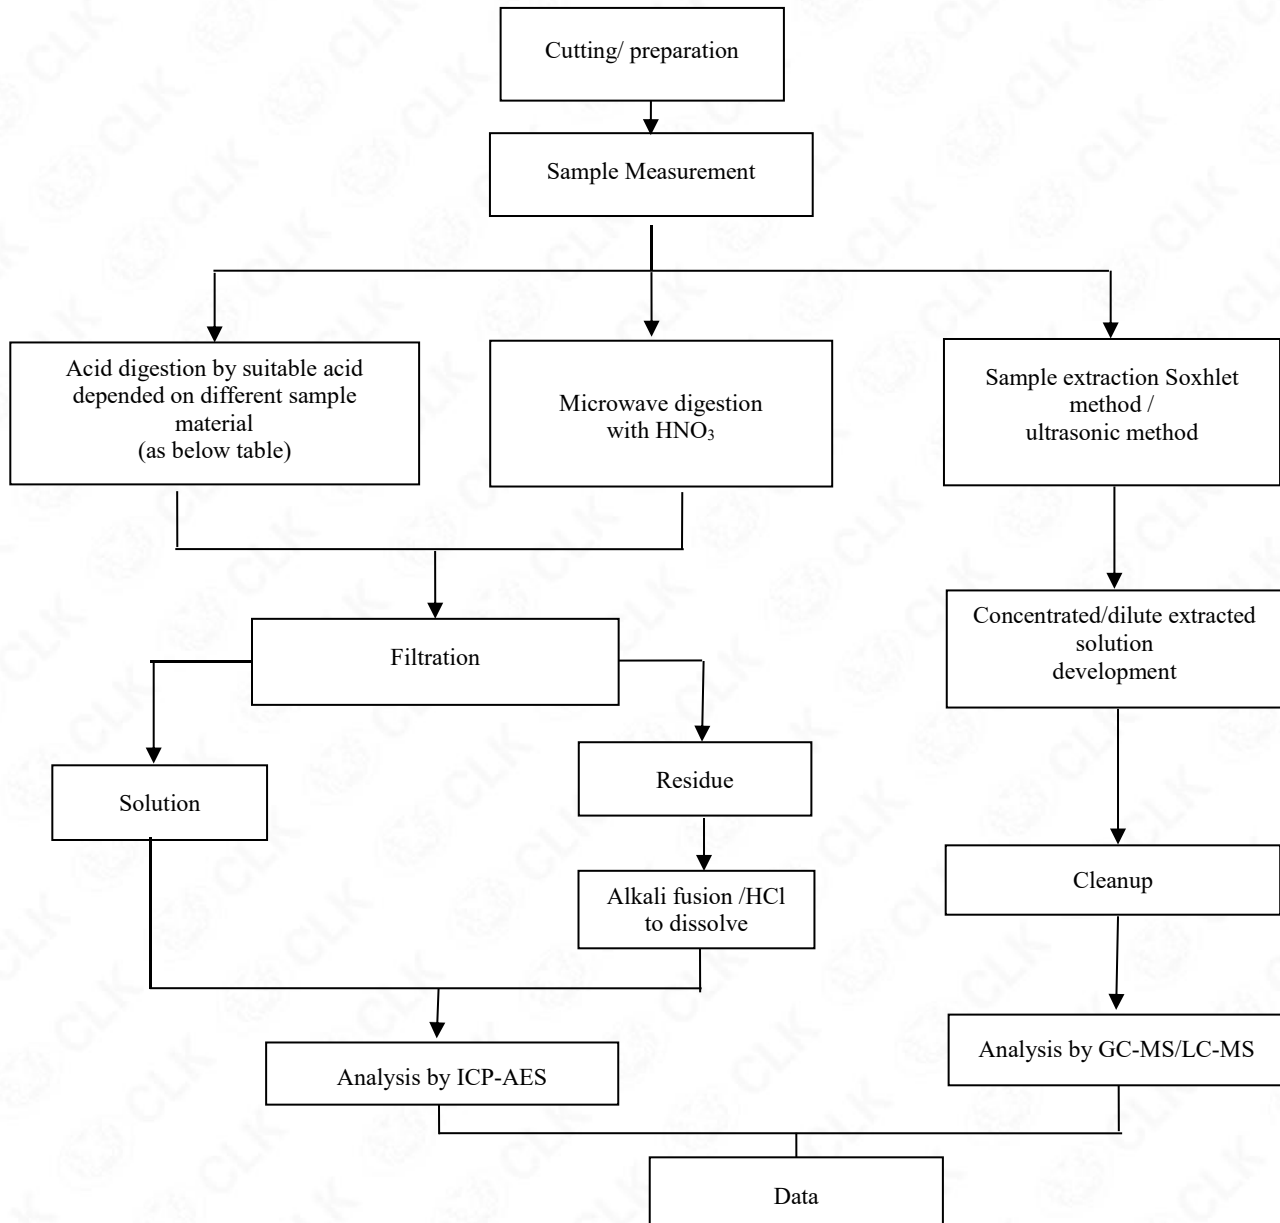 Cutting/ preparation
Sample Measurement
Acid digestion by suitable acid
depended on different sample
material
(as below table)
Microwave digestion
with HNO₃
Sample extraction Soxhlet
method /
ultrasonic method
Concentrated/dilute extracted
solution
development
Filtration
Solution
Residue
Alkali fusion /HCl
to dissolve
Cleanup
Analysis by ICP-AES
Analysis by GC-MS/LC-MS
Data
CLK